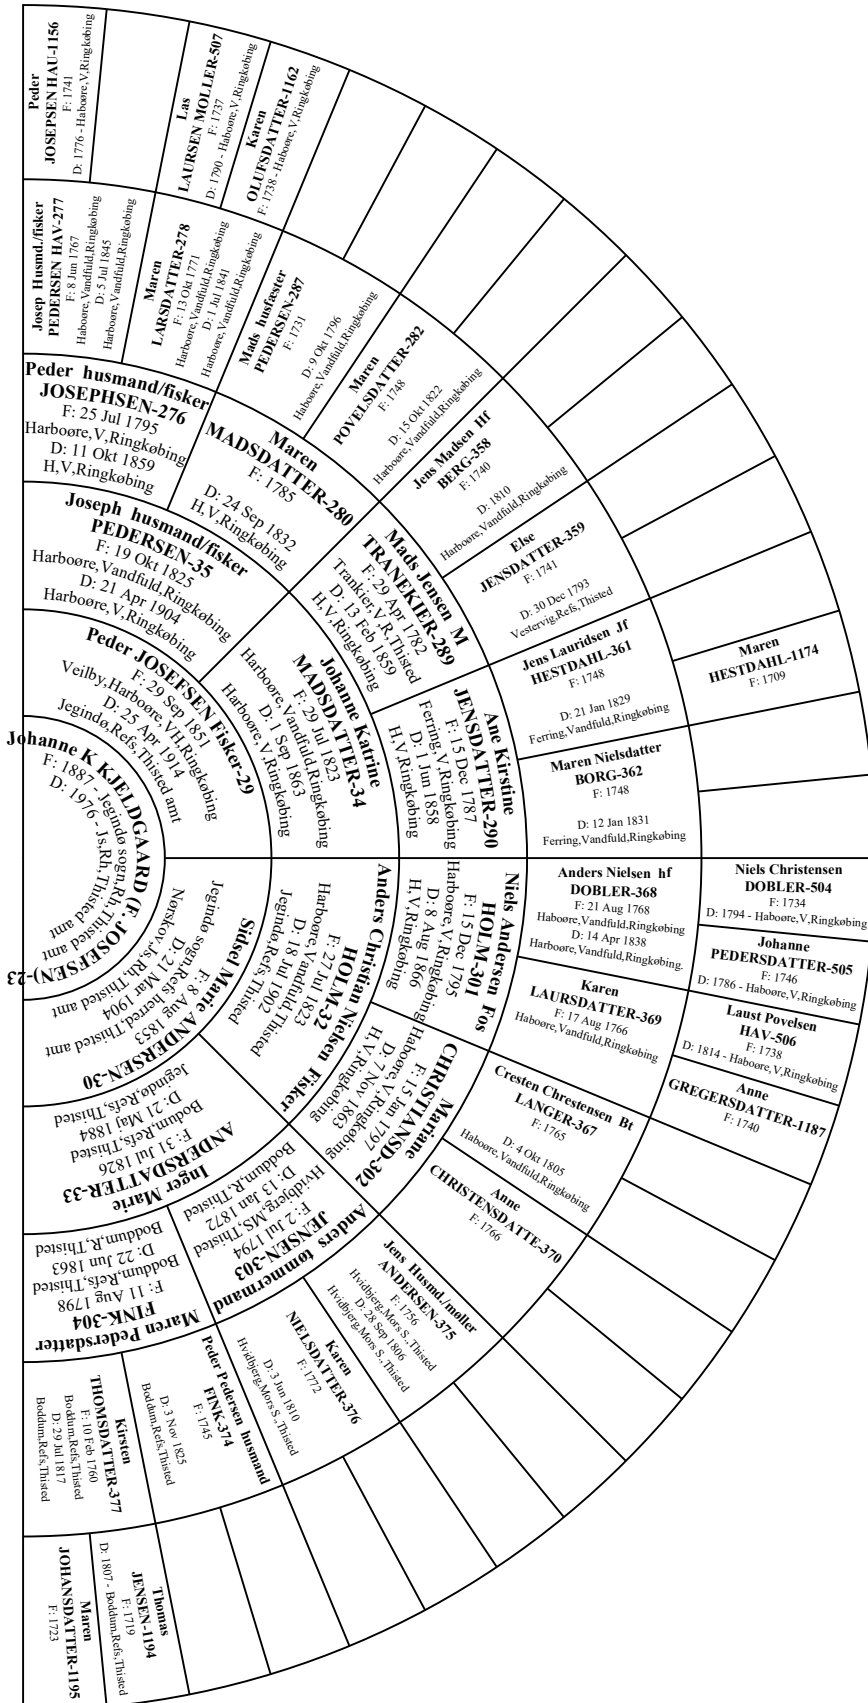 Peder
JOSEPSEN HAU-1156
F: 1741
D: 1776 - Haboøre,V,Ringkøbing
Las
LAURSEN MOLLER-507
F: 1737
D: 1790 - Haboøre,V,Ringkøbing
Karen
OLUFSDATTER-1162
F: 1738 - Haboøre,V,Ringkøbing
Josep Husmd./fisker
PEDERSEN HAV-277
F: 8 Jun 1767
Haboøre,Vandfuld,Ringkøbing
D: 5 Jul 1845
Harboøre,Vandfuld,Ringkøbing
Maren
LARSDATTER-278
F: 13 Okt 1771
Harboøre,Vandfuld,Ringkøbing
D: 1 Jul 1841
Harboøre,Vandfuld,Ringkøbing
Mads husfæster
PEDERSEN-287
F: 1731
D: 9 Okt 1796
Haboøre,Vandfuld,Ringkøbing
Maren
POVELSDATTER-282
F: 1748
D: 15 Okt 1822
Harboøre,Vandfuld,Ringkøbing
Jens Madsen Hf
BERG-358
F: 1740
D: 1810
Harboøre,Vandfuld,Ringkøbing
Else
JENSDATTER-359
F: 1741
D: 30 Dec 1793
Vestervig,Refs,Thisted
Jens Lauridsen Jf
HESTDAHL-361
F: 1748
D: 21 Jan 1829
Ferring,Vandfuld,Ringkøbing
Maren
HESTDAHL-1174
F: 1709
Maren Nielsdatter
BORG-362
F: 1748
D: 12 Jan 1831
Ferring,Vandfuld,Ringkøbing
Peder husmand/fisker
JOSEPHSEN-276
F: 25 Jul 1795
Harboøre,V,Ringkøbing
D: 11 Okt 1859
H,V,Ringkøbing
Maren
MADSDATTER-280
F: 1785
D: 24 Sep 1832
H,V,Ringkøbing
Mads Jensen M
TRANEKIER-289
F: 29 Apr 1782
Trankier,V,R,Thisted
D: 13 Feb 1859
H,V,Ringkøbing
Ane Kirstine
JENSDATTER-290
F: 15 Dec 1787
Ferring,V,Ringkøbing
D: 1 Jun 1858
H,V,Ringkøbing
Joseph husmand/fisker
PEDERSEN-35
F: 19 Okt 1825
Harboøre,Vandfuld,Ringkøbing
D: 21 Apr 1904
Harboøre,V,Ringkøbing
Johanne Katrine
MADSDATTER-34
F: 29 Jul 1823
Harboøre,Vandfuld,Ringkøbing
D: 1 Sep 1863
Harboøre,V,Ringkøbing
Peder JOSEFSEN Fisker-29
F: 29 Sep 1851
Veilby,Harboøre,VH,Ringkøbing
D: 25 Apr 1914
Jegindø,Refs,Thisted amt
Johanne K KJELDGAARD (F. JOSEFSEN)-23
F: 1887 - Jegindø sogn,Rh,Thisted amt
D: 1976 - Js,Rh,Thisted amt
Sidsel Marie ANDERSEN-30
F: 8 Aug 1853
Jegindø sogn,Refs herred,Thisted amt
D: 21 Mar 1904
Nørskov,Js,Rh,Thisted amt
Anders Christian Nielsen Fisker
HOLM-32
F: 27 Jul 1823
Harboøre,Vandfuld,Thisted
D: 18 Jul 1902
Jegindø,Refs,Thisted
Inger Marie
ANDERSDATTER-33
F: 31 Jul 1826
Bodum,Refs,Thisted
D: 21 Maj 1884
Jegindø,Refs,Thisted
Niels Andersen Fos
HOLM-301
F: 15 Dec 1795
Harboøre,V,Ringkøbing
D: 8 Aug 1866
H,V,Ringkøbing
Mariane
CHRISTIANSD-302
F: 15 Jan 1797
Haboøre,V,Ringkøbing
D: 7 Nov 1863
H,V,Ringkøbing
Anders tømmermand
JENSEN-303
F: 2 Jul 1794
Hvidbjerg,MS,Thisted
D: 13 Jan 1872
Boddum,R,Thisted
Maren Pedersdatter
FINK-304
F: 11 Aug 1798
Boddum,Refs,Thisted
D: 22 Jun 1863
Boddum,R,Thisted
Anders Nielsen hf
DOBLER-368
F: 21 Aug 1768
Haboøre,Vandfuld,Ringkøbing
D: 14 Apr 1838
Harboøre,Vandfuld,Ringkøbing.
Niels Christensen
DOBLER-504
F: 1734
D: 1794 - Haboøre,V,Ringkøbing
Johanne
PEDERSDATTER-505
F: 1746
D: 1786 - Haboøre,V,Ringkøbing
Karen
LAURSDATTER-369
F: 17 Aug 1766
Haboøre,Vandfuld,Ringkøbing
Laust Povelsen
HAV-506
F: 1738
D: 1814 - Haboøre,V,Ringkøbing
Anne
GREGERSDATTER-1187
F: 1740
Cresten Chrestensen Bt
LANGER-367
F: 1765
D: 4 Okt 1805
Haboøre,Vandfuld,Ringkøbing
Anne
CHRISTENSDATTE-370
F: 1766
Jens Husmd./møller
ANDERSEN-375
F: 1756
Hvidbjerg,Mors S.,Thisted
D: 28 Sep 1806
Hvidbjerg,Mors S.,Thisted
Karen
NIELSDATTER-376
F: 1772
D: 3 Jun 1810
Hvidbjerg,Mors S.,Thisted
Peder Pedersen husmand
FINK-374
F: 1745
D: 3 Nov 1825
Boddum,Refs,Thisted
Kirsten
THOMSDATTER-377
F: 10 Feb 1760
Boddum,Refs,Thisted
D: 29 Jul 1817
Boddum,Refs,Thisted
Thomas
JENSEN-1194
F: 1719
D: 1807 - Boddum,Refs,Thisted
Maren
JOHANSDATTER-1195
F: 1723